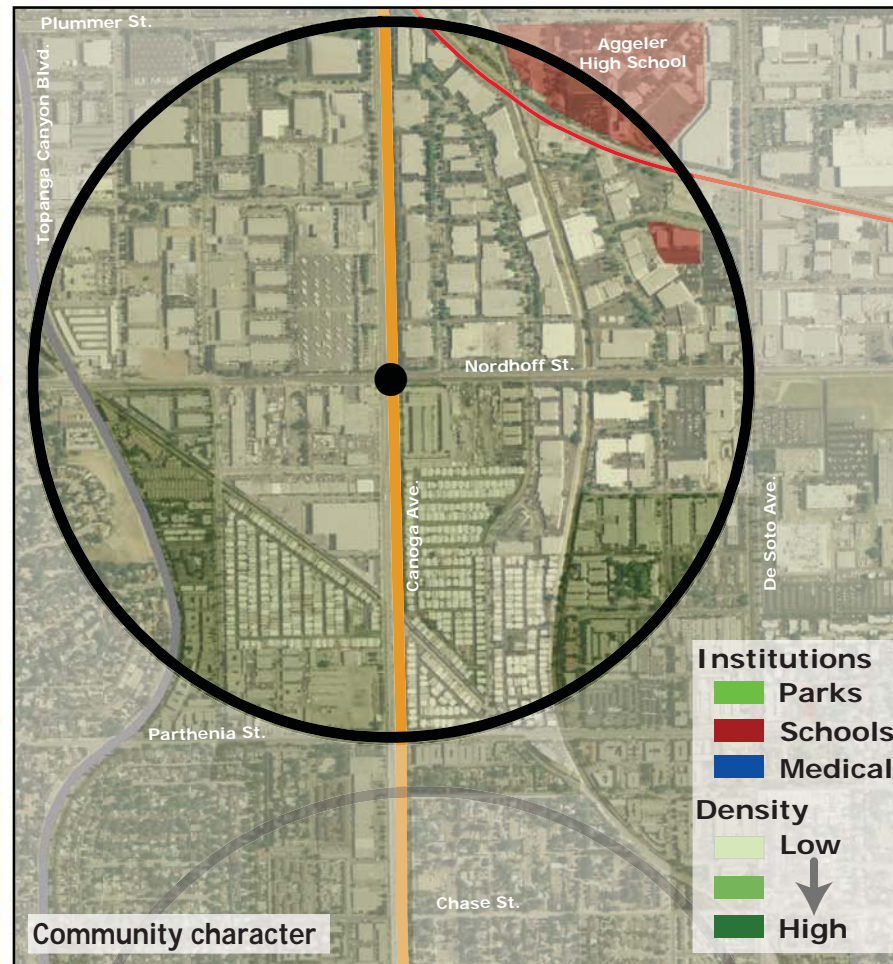 Plummer St.
Topanga Canyon Blvd.
Aggeler
High School
Nordhoff St.
Canoga Ave.
De Soto Ave.
Parthenia St.
Chase St.
Institutions
Parks
Schools
Medical
Density
Low
High
Community character